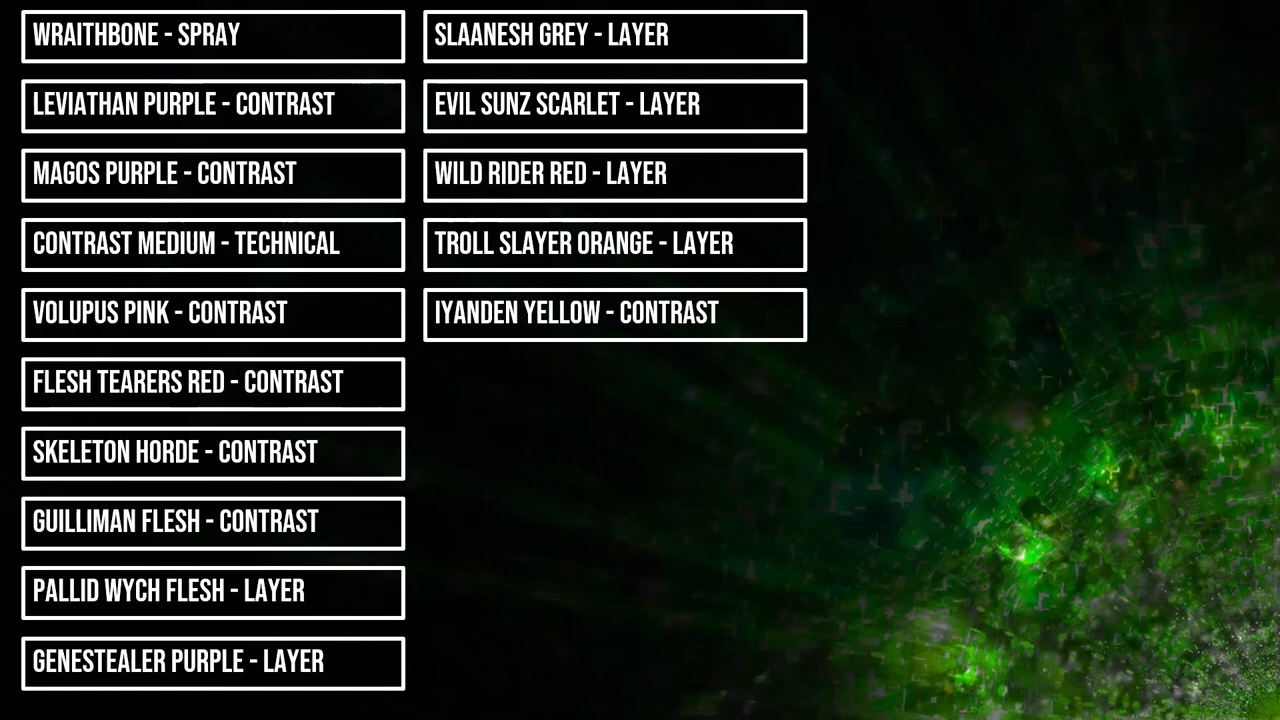 WRAITHBONE - SPRAY
LEVIATHAN PURPLE - CONTRAST
MAGOS PURPLE - CONTRAST
CONTRAST MEDIUM - TECHNICAL
VOLUPUS PINK - CONTRAST
FLESH TEARERS RED - CONTRAST
SKELETON HORDE - CONTRAST
GUILLIMAN FLESH - CONTRAST
PALLID WYCH FLESH - LAYER
GENESTEALER PURPLE - LAYER
SLAANESH GREY - LAYER
EVIL SUNZ SCARLET - LAYER
WILD RIDER RED - LAYER
TROLL SLAYER ORANGE - LAYER
IYANDEN YELLOW - CONTRAST